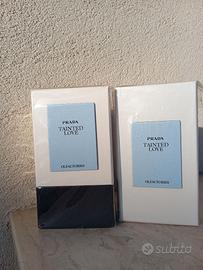 PRADA
TAINTED
LOVE
OLFACTORIES
PRADA
TAINTED
LOVE
OLFACTORIES
subito